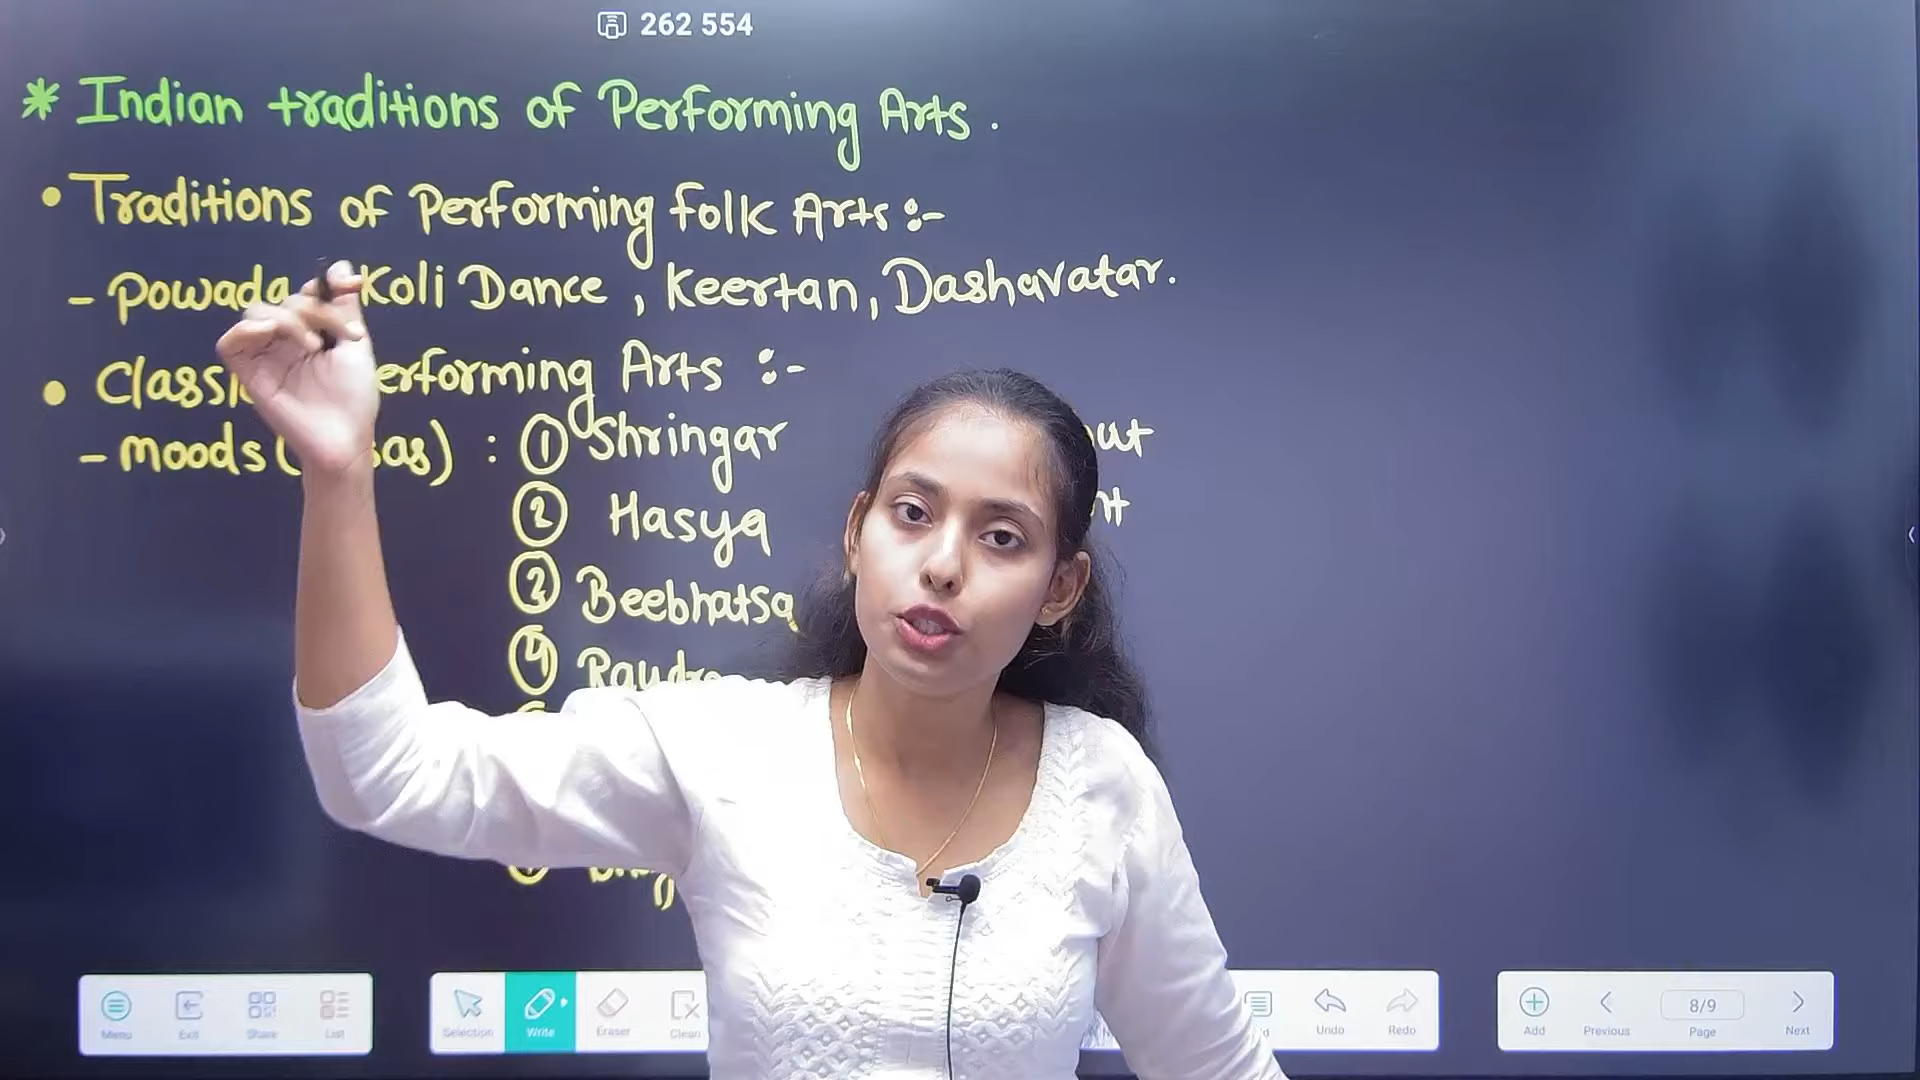 262 554
* Indian traditions of Performing Arts.
• Traditions of Performing folk Arts :-
- Powada Koli Dance, Keertan, Dashavatar.
• Performing Arts :-
- moods : ① Shringar
② Hasya
③ Beebhatsa
④ Raudra
Menu Exit Share List Selection Write Eraser Clean Undo Redo Add Previous 8/9 Page Next